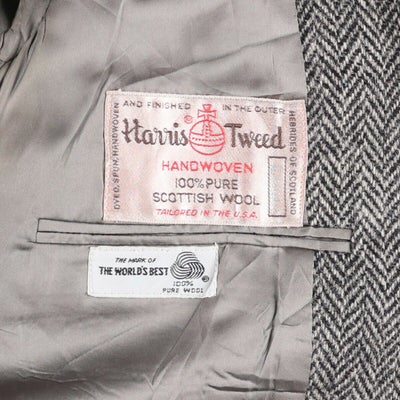 DYED, SPUN, HANDWOVEN
AND FINISHED IN THE OUTER
HEBRIDES OF SCOTLAND
Harris Tweed
®
HANDWOVEN
100% PURE
SCOTTISH WOOL
TAILORED IN THE U.S.A.
THE MARK OF
THE WORLD'S BEST
100%
PURE WOOL